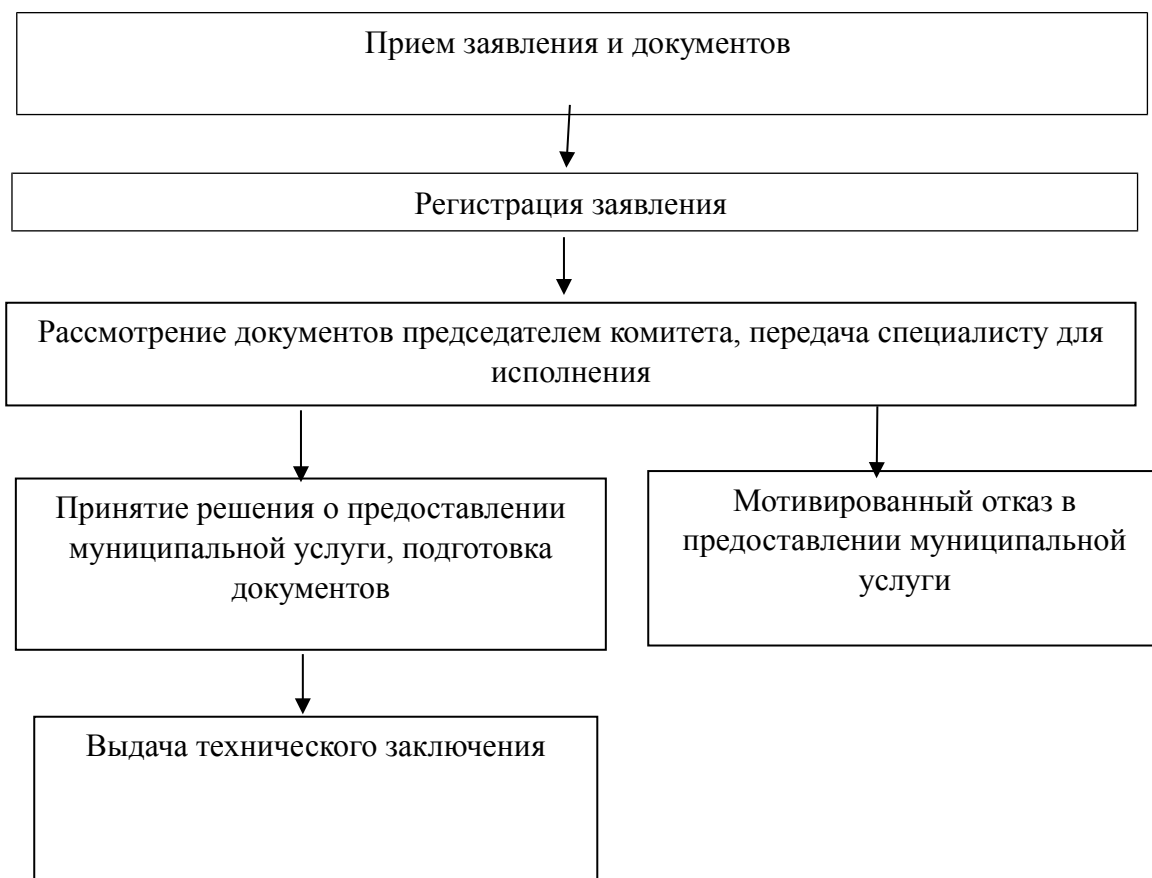 Прием заявления и документов
Регистрация заявления
Рассмотрение документов председателем комитета, передача специалисту для
исполнения
Принятие решения о предоставлении
муниципальной услуги, подготовка
документов
Мотивированный отказ в
предоставлении муниципальной
услуги
Выдача технического заключения